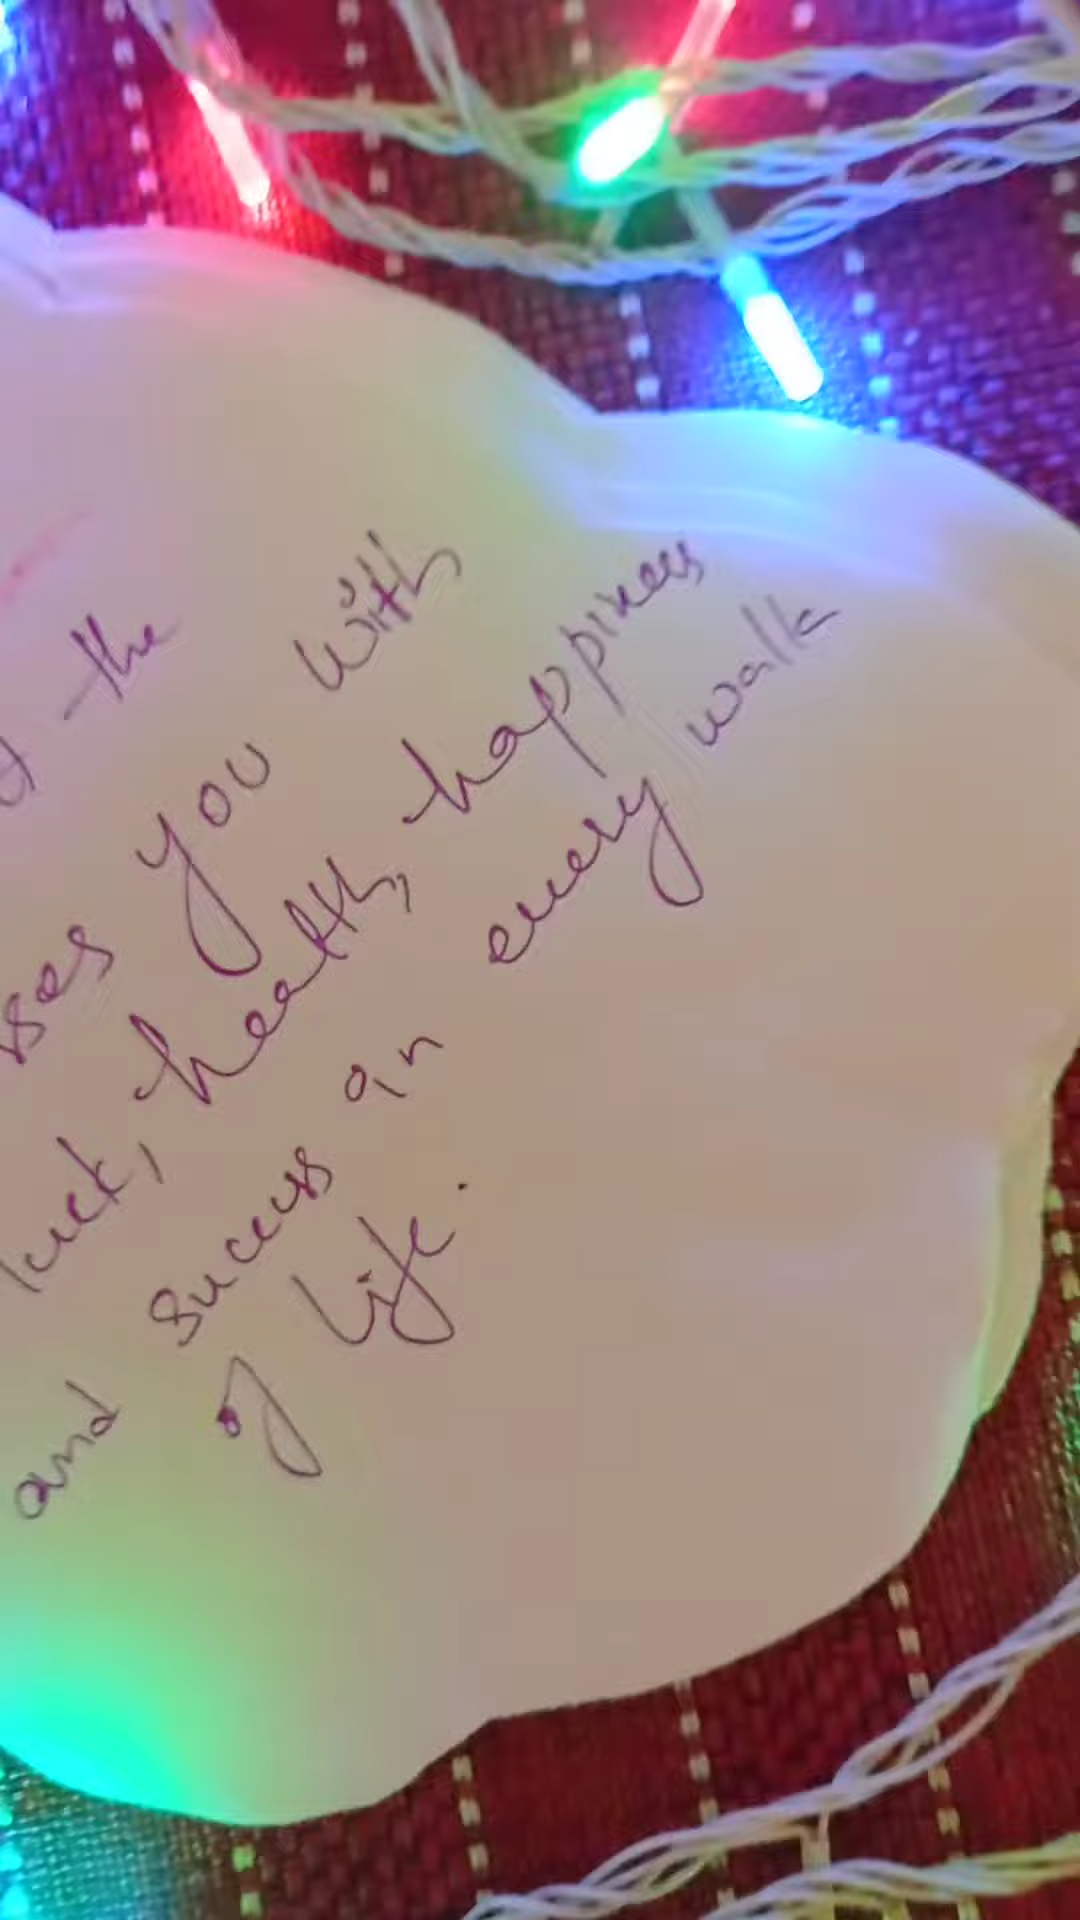 the
sses you with
luck, health, happiness
and success in every walk
of life.